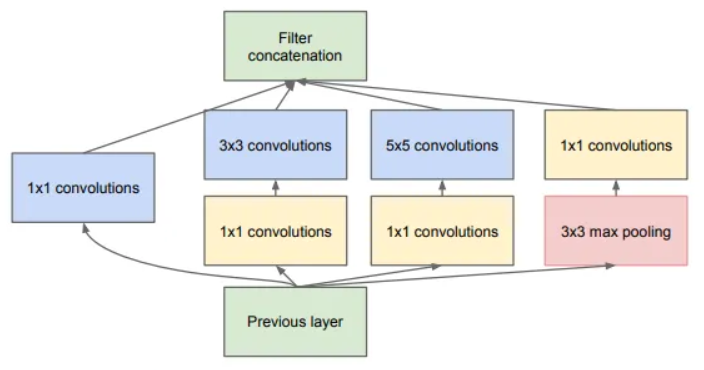 Filter
concatenation
3x3 convolutions
5x5 convolutions
1x1 convolutions
1x1 convolutions
1x1 convolutions
1x1 convolutions
3x3 max pooling
Previous layer